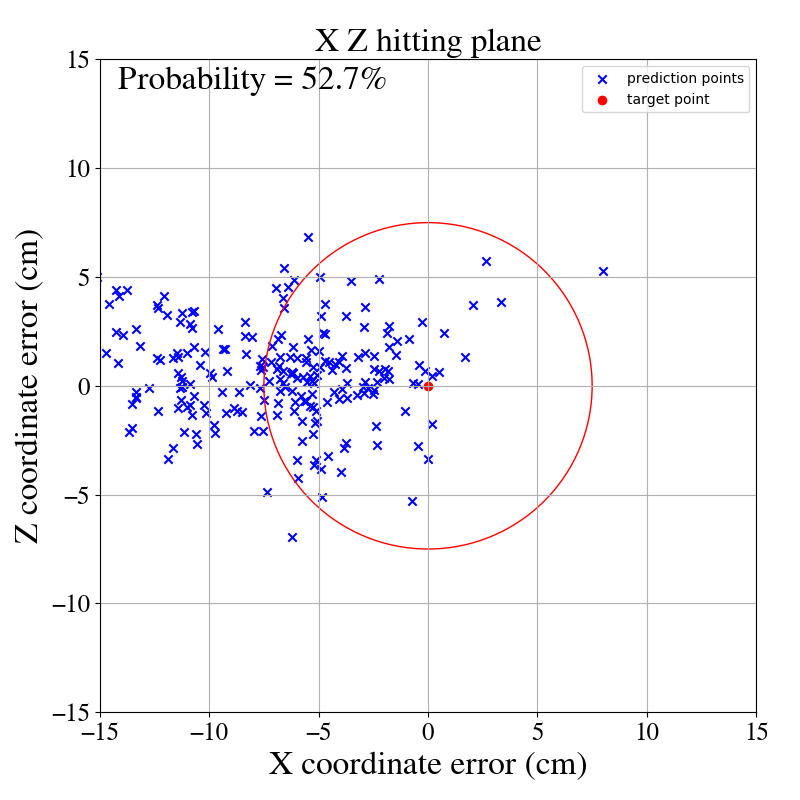 X Z hitting plane
Probability = 52.7%
prediction points
target point
15
10
5
0
−5
−10
−15
Z coordinate error (cm)
−15 −10 −5 0 5 10 15
X coordinate error (cm)